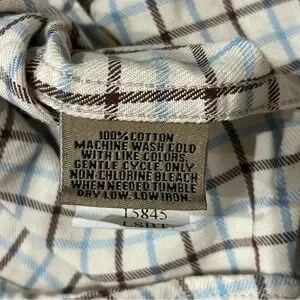 100% COTTON
MACHINE WASH COLD
WITH LIKE COLORS,
GENTLE CYCLE. ONLY
NON-CHLORINE BLEACH
WHEN NEEDED. TUMBLE
DRY LOW. LOW IRON.
15845